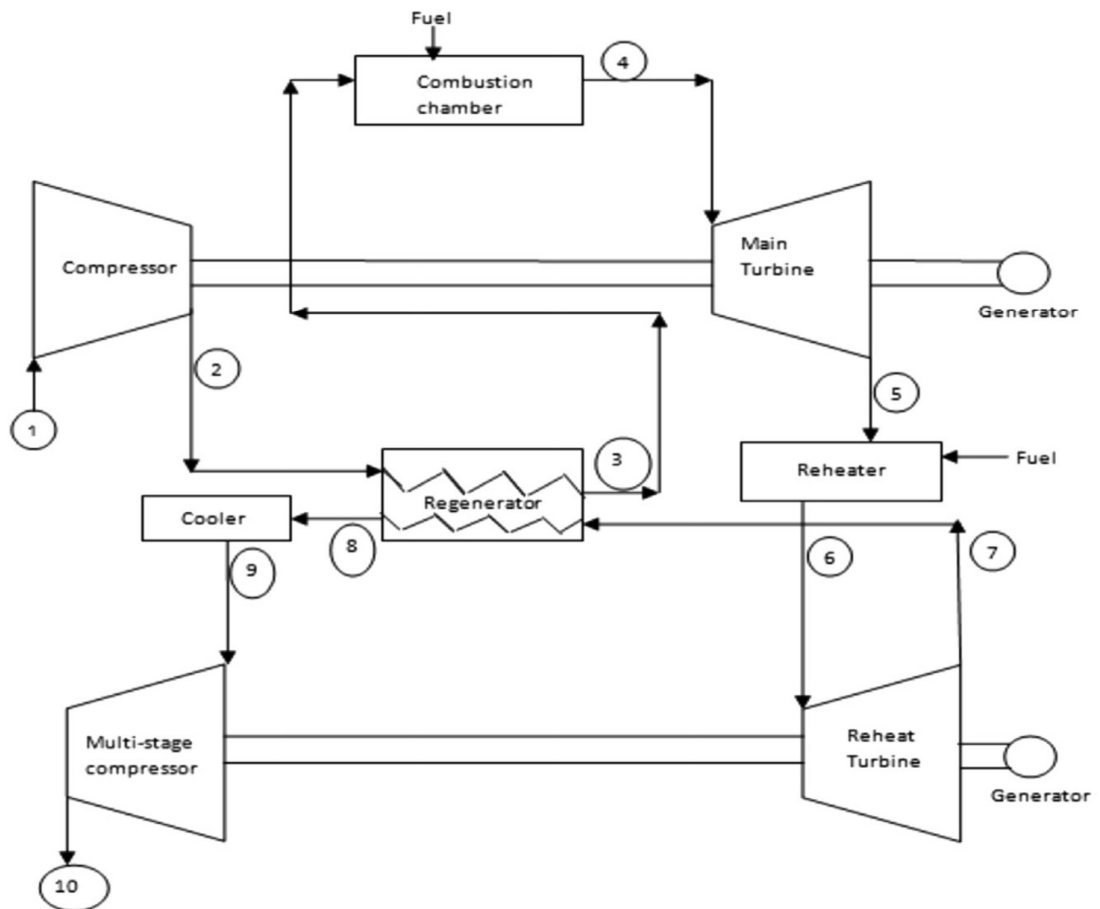 Fuel
Combustion
chamber
4
Compressor
Main
Turbine
Generator
2
1
5
3
Regenerator
Reheater
Fuel
Cooler
8
9
6
7
Multi-stage
compressor
Reheat
Turbine
Generator
10